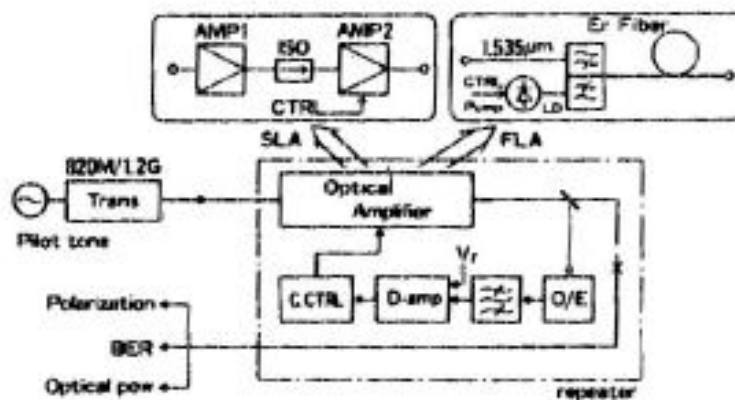 AMP1
ISO
AMP2
CTRL
Er Fiber
1.535μm
CTRL
Pump
LD
SLA
FLA
820M/1.2G
Trans
Pilot tone
Optical
Amplifier
Vr
G.CTRL
D-amp
O/E
Polarization
BER
Optical pow
repeater